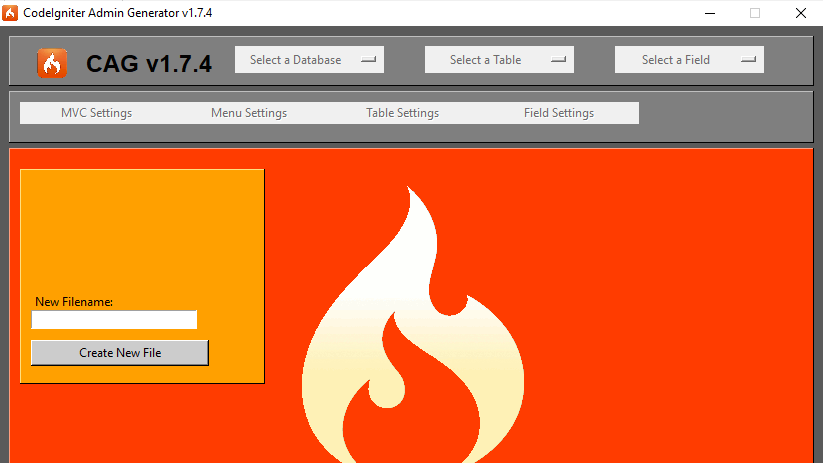 CodeIgniter Admin Generator v1.7.4
CAG v1.7.4
Select a Database
Select a Table
Select a Field
MVC Settings
Menu Settings
Table Settings
Field Settings
New Filename:
Create New File